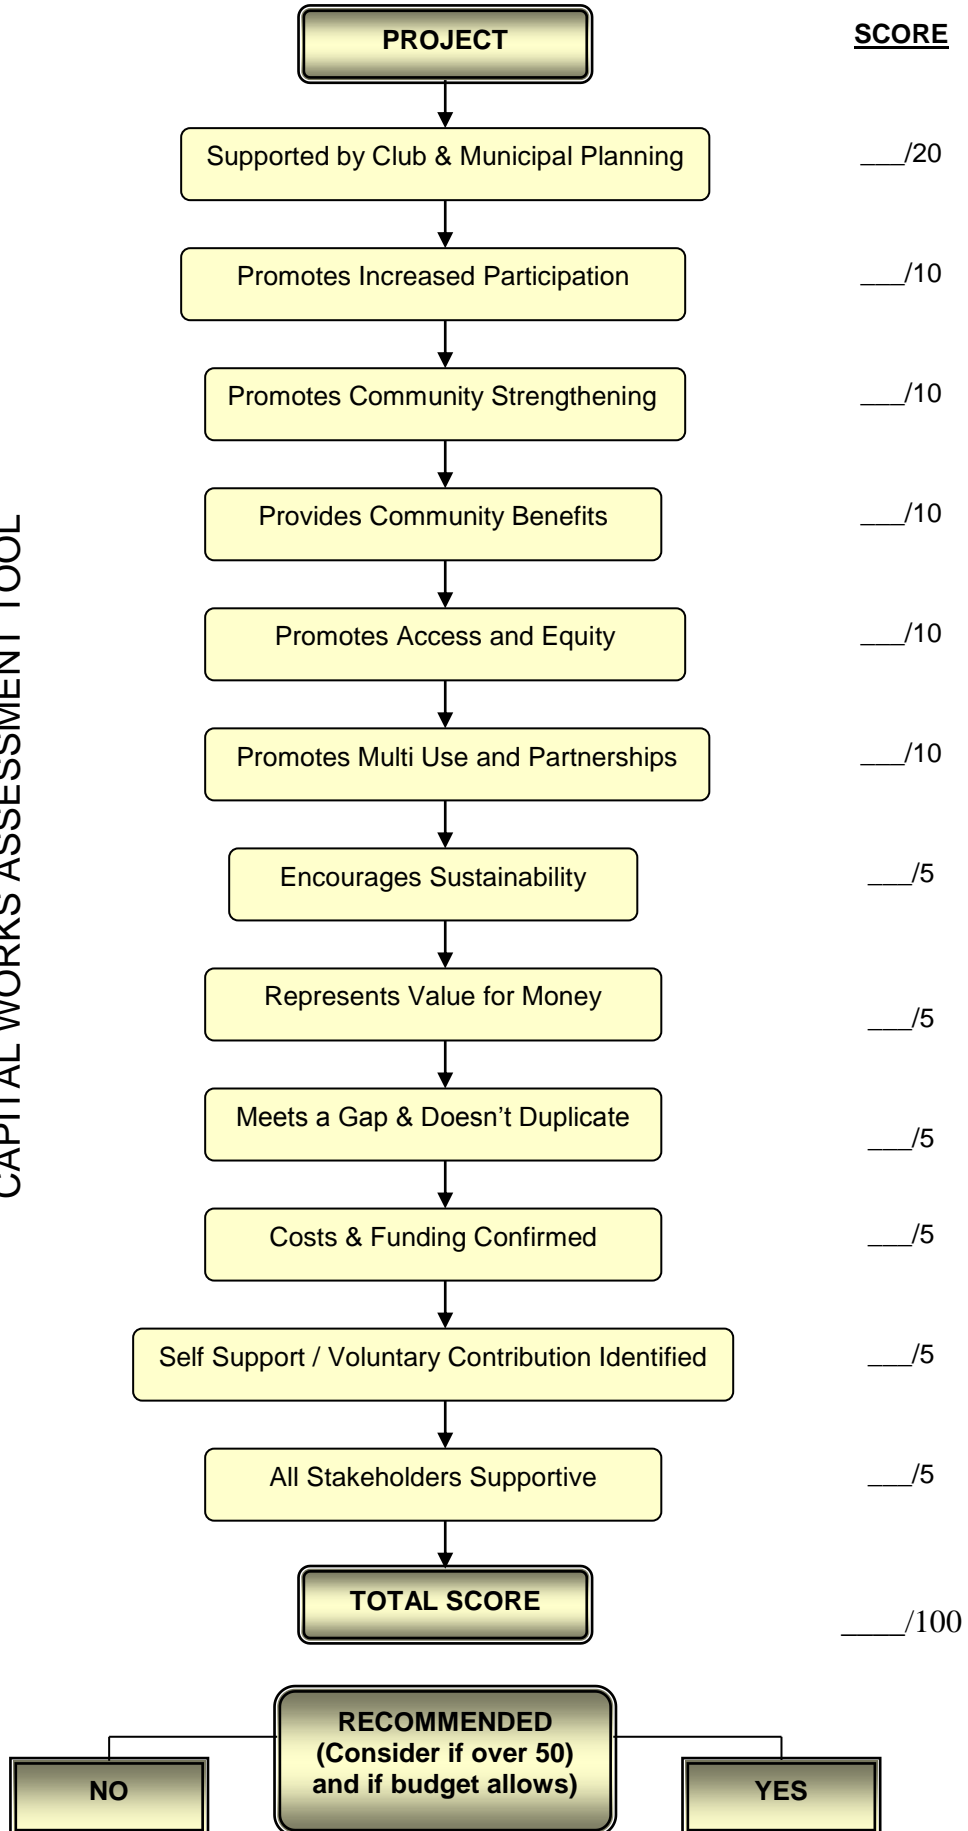 PROJECT
SCORE
Supported by Club & Municipal Planning
___/20
Promotes Increased Participation
___/10
Promotes Community Strengthening
___/10
Provides Community Benefits
___/10
Promotes Access and Equity
___/10
Promotes Multi Use and Partnerships
___/10
Encourages Sustainability
___/5
Represents Value for Money
___/5
Meets a Gap & Doesn’t Duplicate
___/5
Costs & Funding Confirmed
___/5
Self Support / Voluntary Contribution Identified
___/5
All Stakeholders Supportive
___/5
TOTAL SCORE
____/100
RECOMMENDED
(Consider if over 50)
and if budget allows)
NO
YES
CAPITAL WORKS ASSESSMENT TOOL